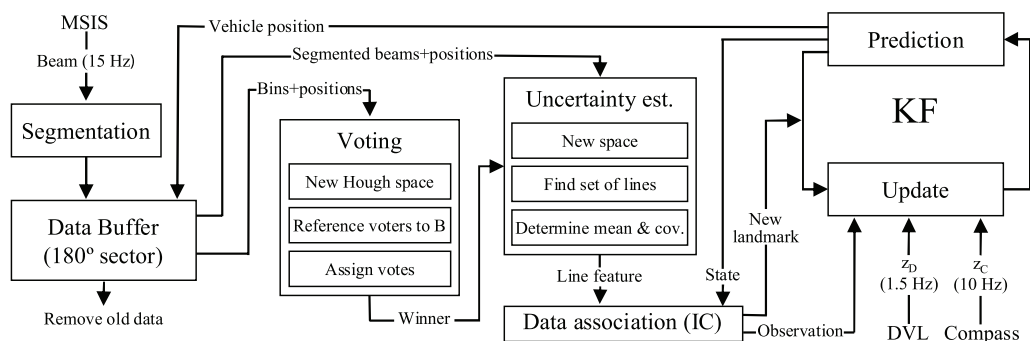 MSIS
Beam (15 Hz)
Segmentation
Data Buffer
(180º sector)
Remove old data
Vehicle position
Segmented beams+positions
Bins+positions
Voting
New Hough space
Reference voters to B
Assign votes
Winner
Uncertainty est.
New space
Find set of lines
Determine mean & cov.
Line feature
State
Data association (IC)
New
landmark
Observation
Prediction
KF
Update
zD
(1.5 Hz)
DVL
zC
(10 Hz)
Compass